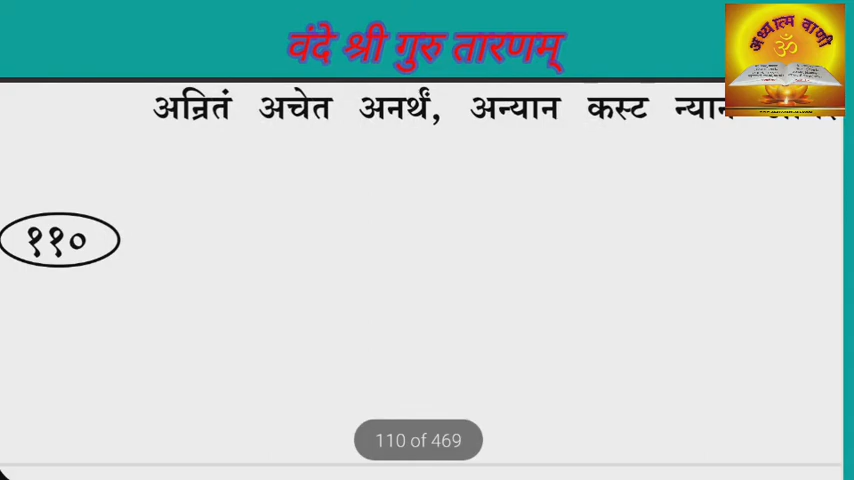 वंदे श्री गुरु तारणम्
अध्यात्म वाणी
ॐ
अन्रितं अचेत अनर्थं, अन्यान कस्ट न्यान
११०
110 of 469